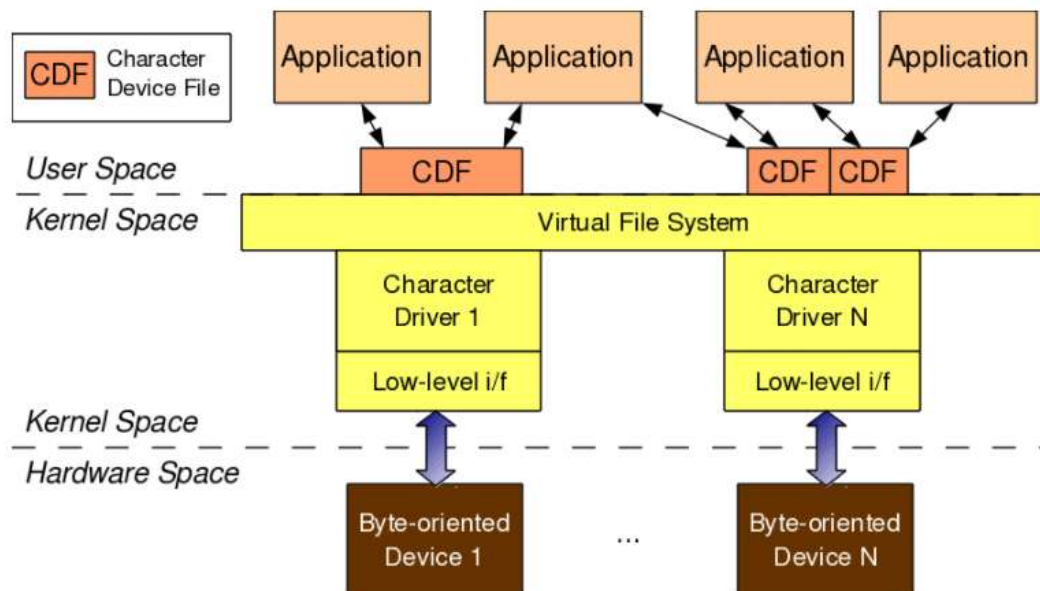 CDF
Character
Device File
Application
Application
Application
Application
User Space
CDF
CDF
CDF
Kernel Space
Virtual File System
Character
Driver 1
Character
Driver N
Low-level i/f
Low-level i/f
Kernel Space
Hardware Space
Byte-oriented
Device 1
...
Byte-oriented
Device N